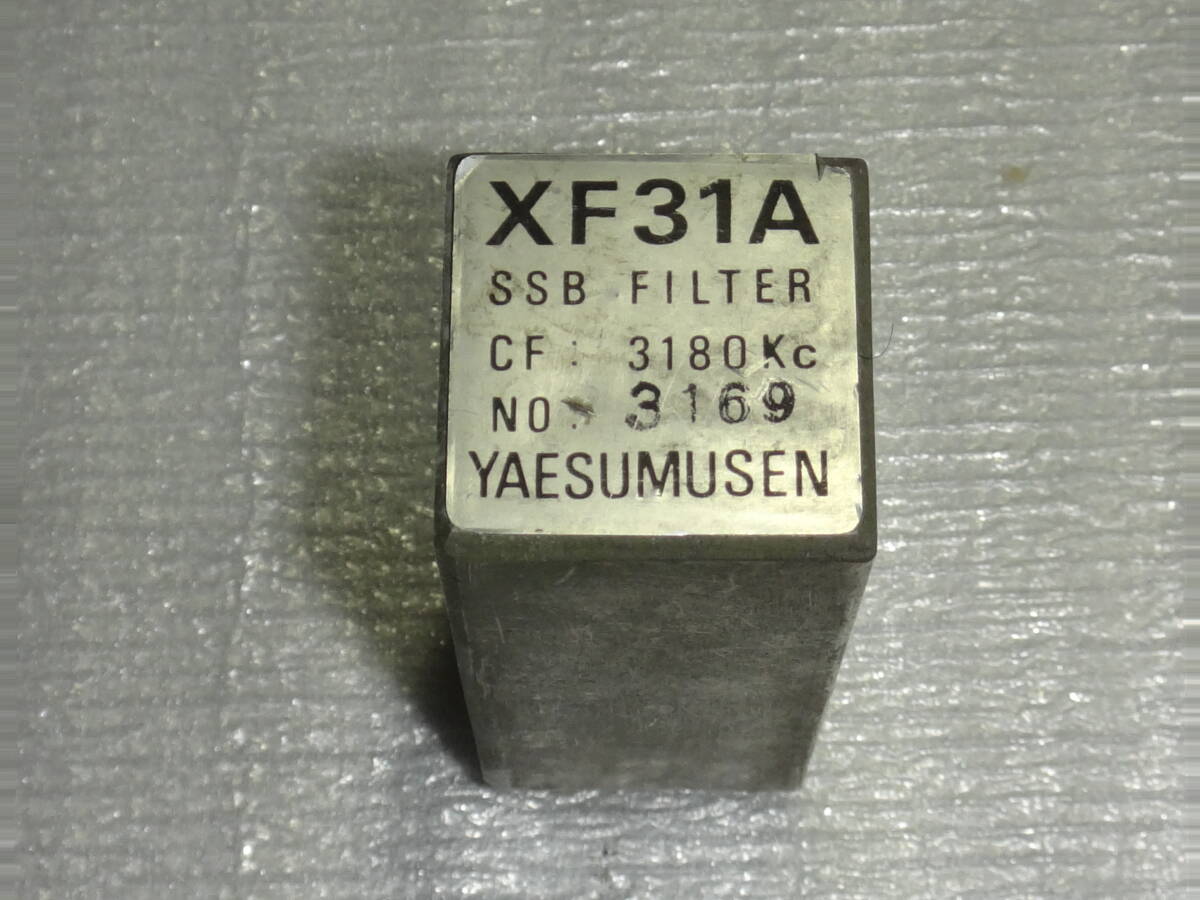 XF31A
SSB FILTER
CF: 3180Kc
NO. 3169
YAESUMUSEN